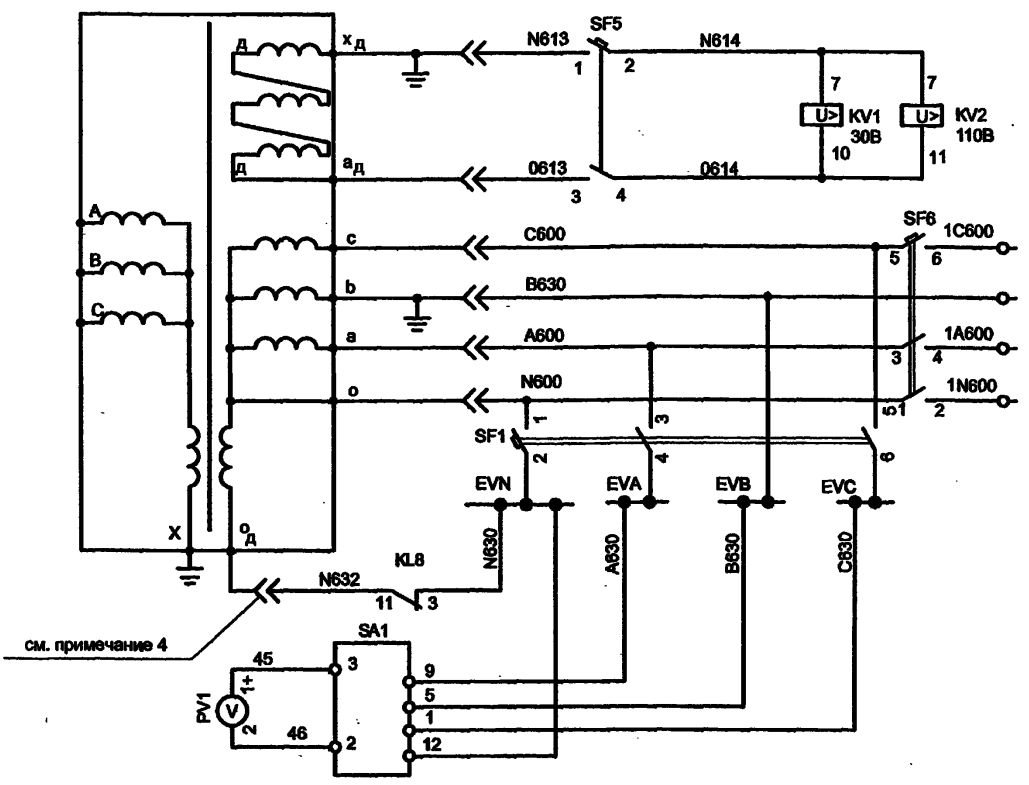 SF5
д
x д
N613
N614
1
2
7
7
U>
KV1
30В
U>
KV2
110В
10
11
д
a д
0613
0614
3
4
A
SF6
c
C600
1C600
5
6
B
b
B630
C
a
A600
1A600
3
4
o
N600
1N600
5
1
2
1
3
SF1
2
4
6
EVN
EVA
EVB
EVC
X
o д
N630
A630
B630
C630
KL8
N632
11
3
см. примечание 4
SA1
45
3
9
1+
5
PV1
V
1
2
46
2
12